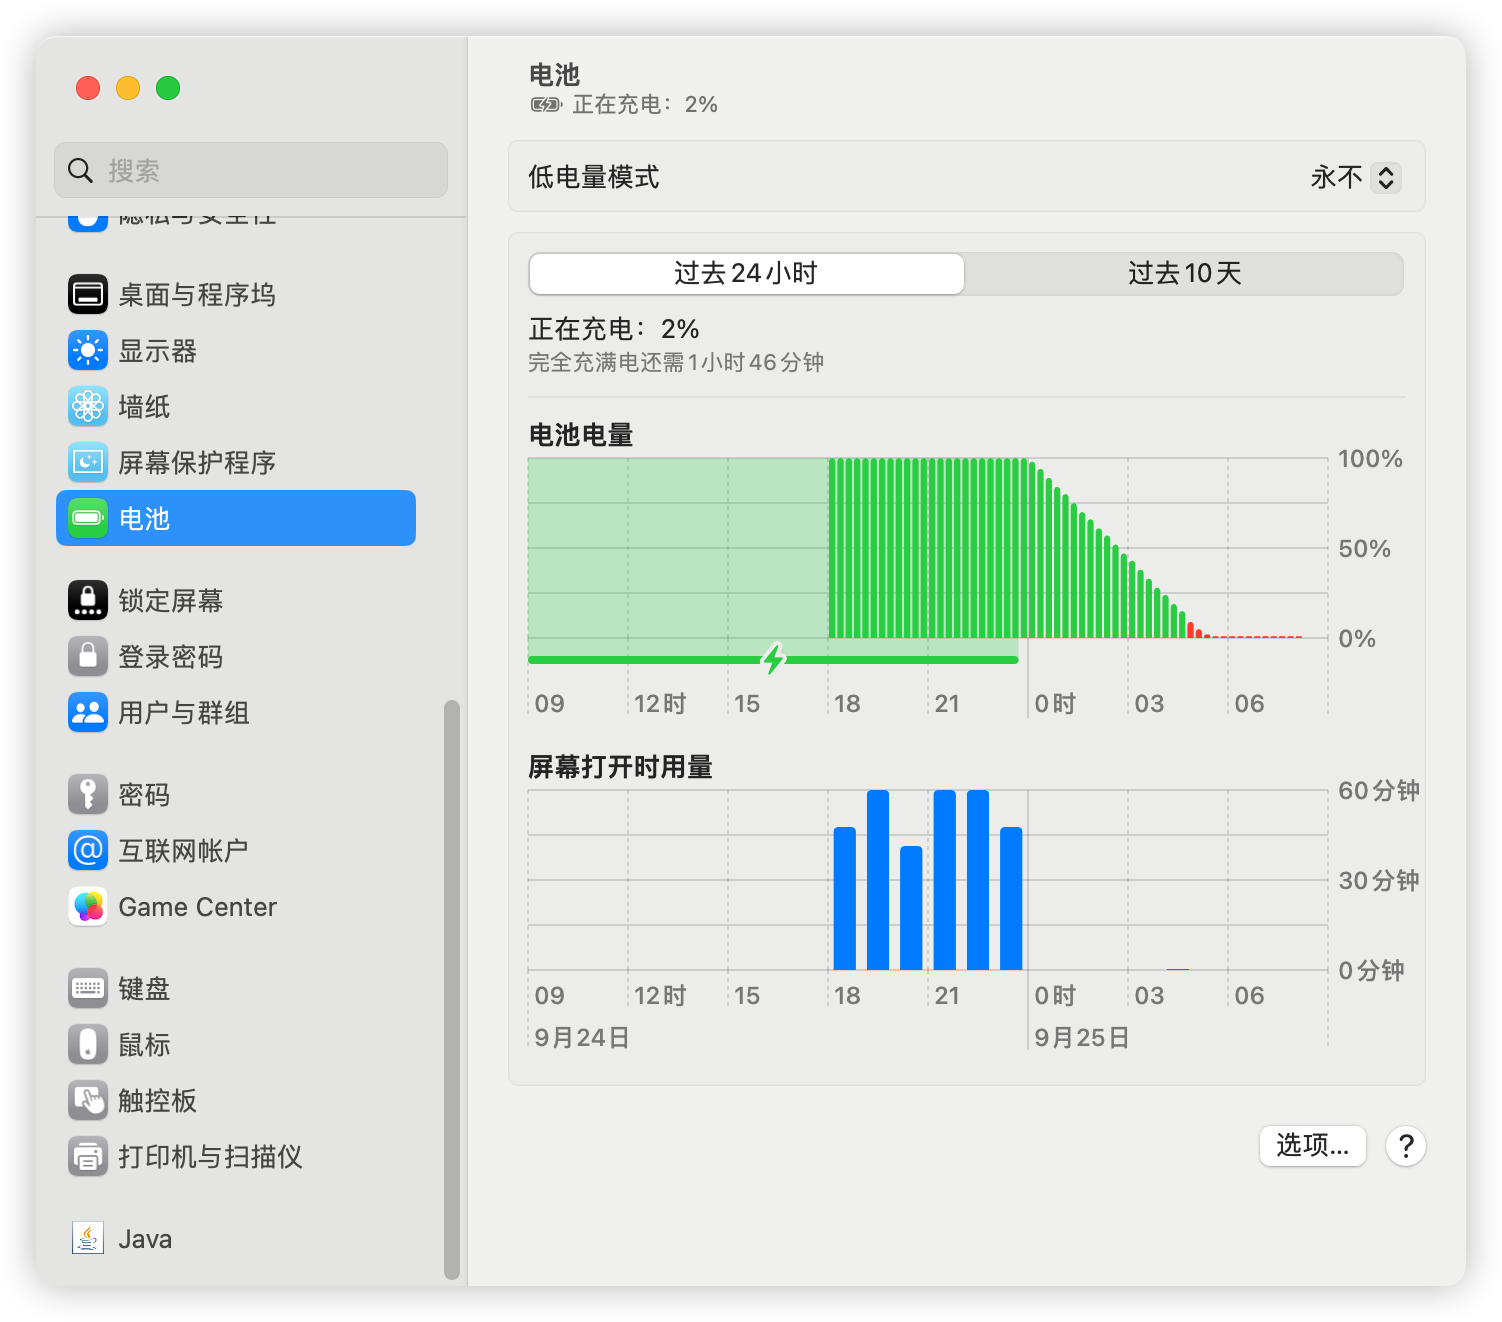 搜索
隐私与安全性
桌面与程序坞
显示器
墙纸
屏幕保护程序
电池
锁定屏幕
登录密码
用户与群组
密码
互联网帐户
Game Center
键盘
鼠标
触控板
打印机与扫描仪
Java
电池
正在充电：2%
低电量模式
永不
过去24小时
过去10天
正在充电：2%
完全充满电还需1小时46分钟
电池电量
100%
50%
0%
09 12时 15 18 21 0时 03 06
屏幕打开时用量
60分钟
30分钟
0分钟
09 12时 15 18 21 0时 03 06
9月24日 9月25日
选项... ?